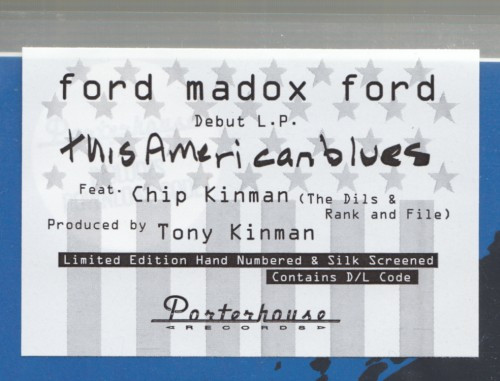 ford madox ford
Debut L.P.
this American blues
Feat. Chip Kinman (The Dils &
Rank and File)
Produced by Tony Kinman
Limited Edition Hand Numbered & Silk Screened
Contains D/L Code
Porterhouse
RECORDS